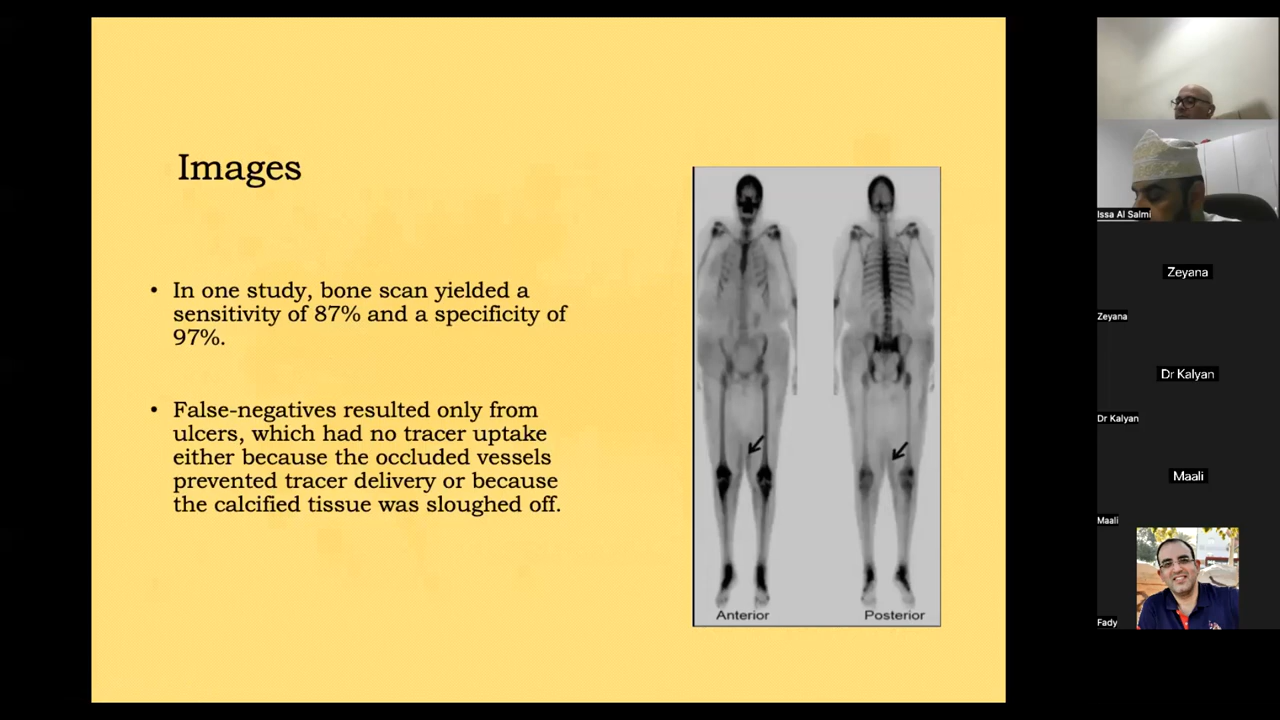 Images
• In one study, bone scan yielded a
sensitivity of 87% and a specificity of
97%.
• False-negatives resulted only from
ulcers, which had no tracer uptake
either because the occluded vessels
prevented tracer delivery or because
the calcified tissue was sloughed off.
Anterior
Posterior
Issa Al Salmi
Zeyana
Zeyana
Dr Kalyan
Dr Kalyan
Maali
Maali
Fady